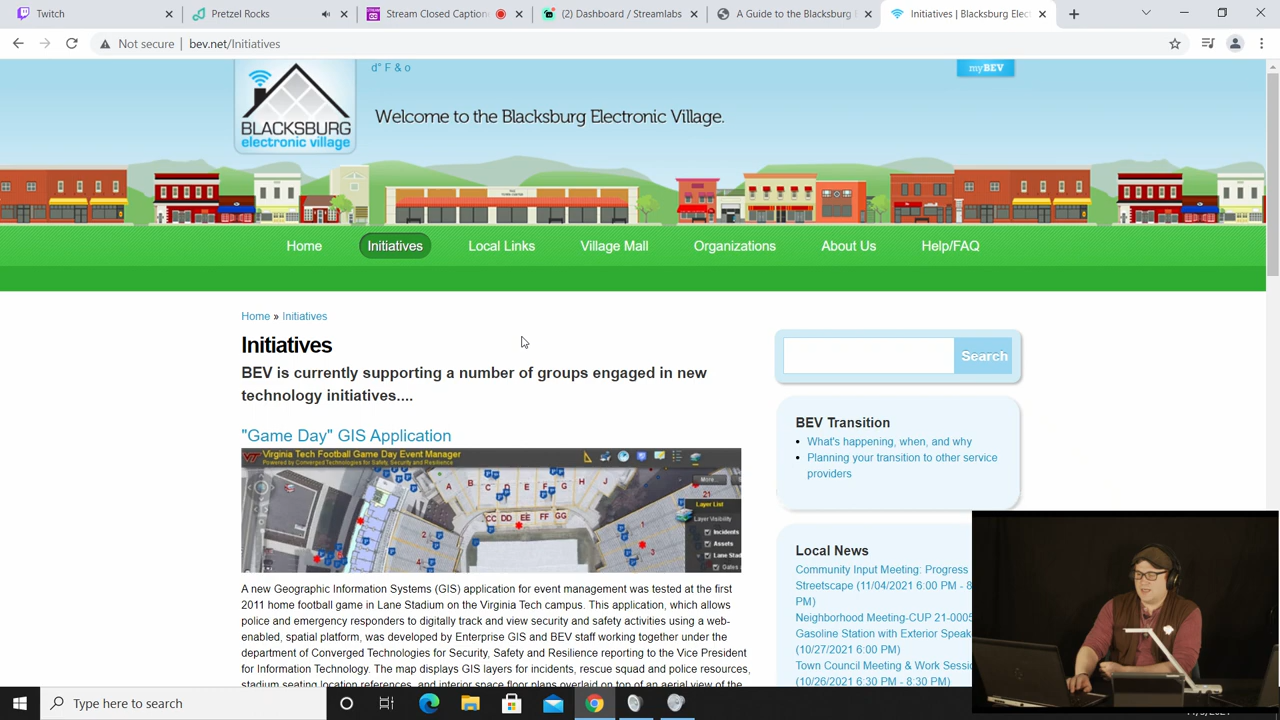 Twitch
Pretzel Rocks
Stream Closed Caption
(2) Dashboard / Streamlabs
A Guide to the Blacksburg E
Initiatives | Blacksburg Elec
Not secure | bev.net/Initiatives
d° F & o
myBEV
BLACKSBURG
electronic village
Welcome to the Blacksburg Electronic Village.
Home Initiatives Local Links Village Mall Organizations About Us Help/FAQ
Home » Initiatives
Initiatives
BEV is currently supporting a number of groups engaged in new
technology initiatives....
"Game Day" GIS Application
Virginia Tech Football Game Day Event Manager
Powered by Converged Technologies for Safety, Security and Resilience
More...
A B C D E F G H J
CC DD EE FF GG
21
Layer List
Layer Visibility
Incidents
Assets
Lane Stad
A new Geographic Information Systems (GIS) application for event management was tested at the first
2011 home football game in Lane Stadium on the Virginia Tech campus. This application, which allows
police and emergency responders to digitally track and view security and safety activities using a web-
enabled, spatial platform, was developed by Enterprise GIS and BEV staff working together under the
department of Converged Technologies for Security, Safety and Resilience reporting to the Vice President
for Information Technology. The map displays GIS layers for incidents, rescue squad and police resources,
stadium seating location references, and interior space floor plans overlaid on top of an aerial view of the
Search
BEV Transition
What's happening, when, and why
Planning your transition to other service
providers
Local News
Community Input Meeting: Progress
Streetscape (11/04/2021 6:00 PM - 8
PM)
Neighborhood Meeting-CUP 21-0005
Gasoline Station with Exterior Speak
(10/27/2021 6:00 PM)
Town Council Meeting & Work Sessio
(10/26/2021 6:30 PM - 8:30 PM)
Type here to search